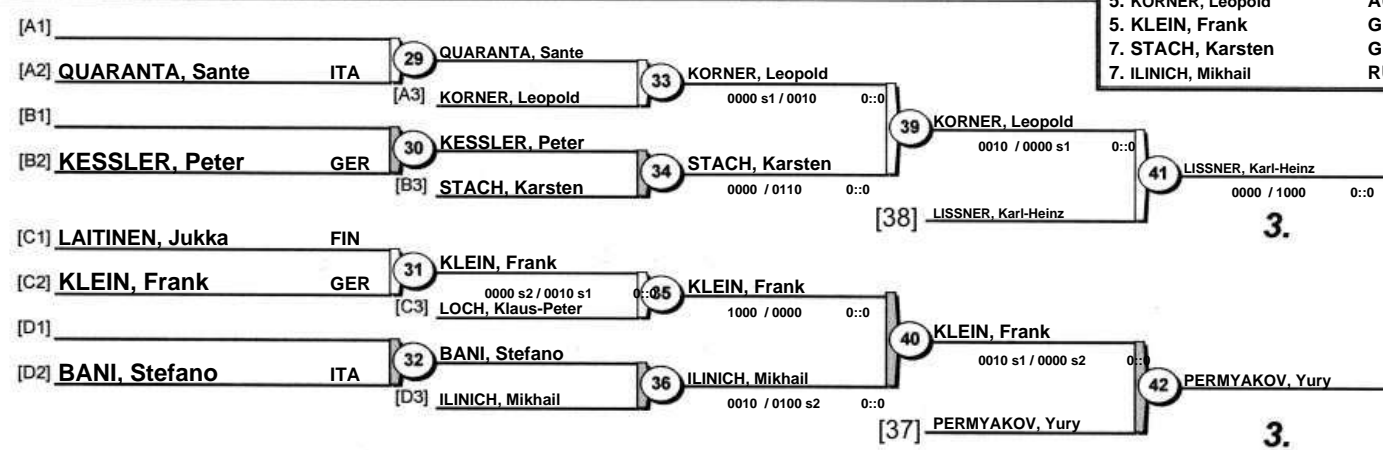 5. KORNER, Leopold
5. KLEIN, Frank G
7. STACH, Karsten G
7. ILINICH, Mikhail RU
[A1]
[A2] QUARANTA, Sante ITA
29
QUARANTA, Sante
[A3] KORNER, Leopold
33
KORNER, Leopold
0000 s1 / 0010 0::0
[B1]
[B2] KESSLER, Peter GER
30
KESSLER, Peter
[B3] STACH, Karsten
34
STACH, Karsten
0000 / 0110 0::0
39
KORNER, Leopold
0010 / 0000 s1 0::0
[38] LISSNER, Karl-Heinz
41
LISSNER, Karl-Heinz
0000 / 1000 0::0
3.
[C1] LAITINEN, Jukka FIN
[C2] KLEIN, Frank GER
31
KLEIN, Frank
0000 s2 / 0010 s1 0::0
[C3] LOCH, Klaus-Peter
35
KLEIN, Frank
1000 / 0000 0::0
[D1]
[D2] BANI, Stefano ITA
32
BANI, Stefano
[D3] ILINICH, Mikhail
36
ILINICH, Mikhail
0010 / 0100 s2 0::0
40
KLEIN, Frank
0010 s1 / 0000 s2 0::0
[37] PERMYAKOV, Yury
42
PERMYAKOV, Yury
3.